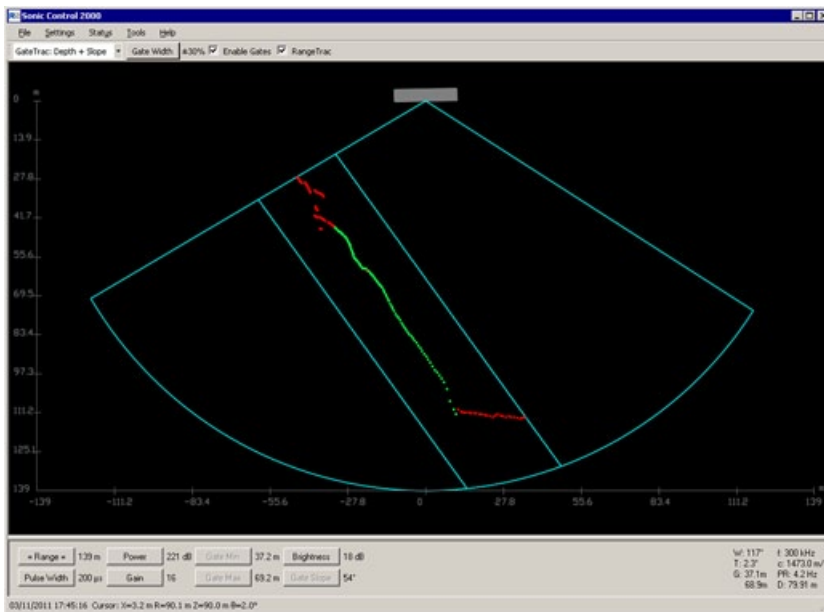 Sonic Control 2000
File Settings Status Tools Help
GateTrac: Depth + Slope Gate Width ±30% Enable Gates RangeTrac
m
0
13.9
27.8
41.7
55.6
69.5
83.4
97.3
111.2
125.1
139
-139 -111.2 -83.4 -55.6 -27.8 0 27.8 55.6 83.4 111.2 139
« Range » 139 m Power 221 dB Gate Min 37.2 m Brightness 18 dB
Pulse Width 200 µs Gain 16 Gate Max 69.2 m Gate Slope 54°
W: 117° f: 300 kHz
T: 2.3° c: 1473.0 m/
G: 37.1m PR: 4.2 Hz
68.9m D: 79.91 m
03/11/2011 17:45:16 Cursor: X=3.2 m R=90.1 m Z=90.0 m θ=2.0°